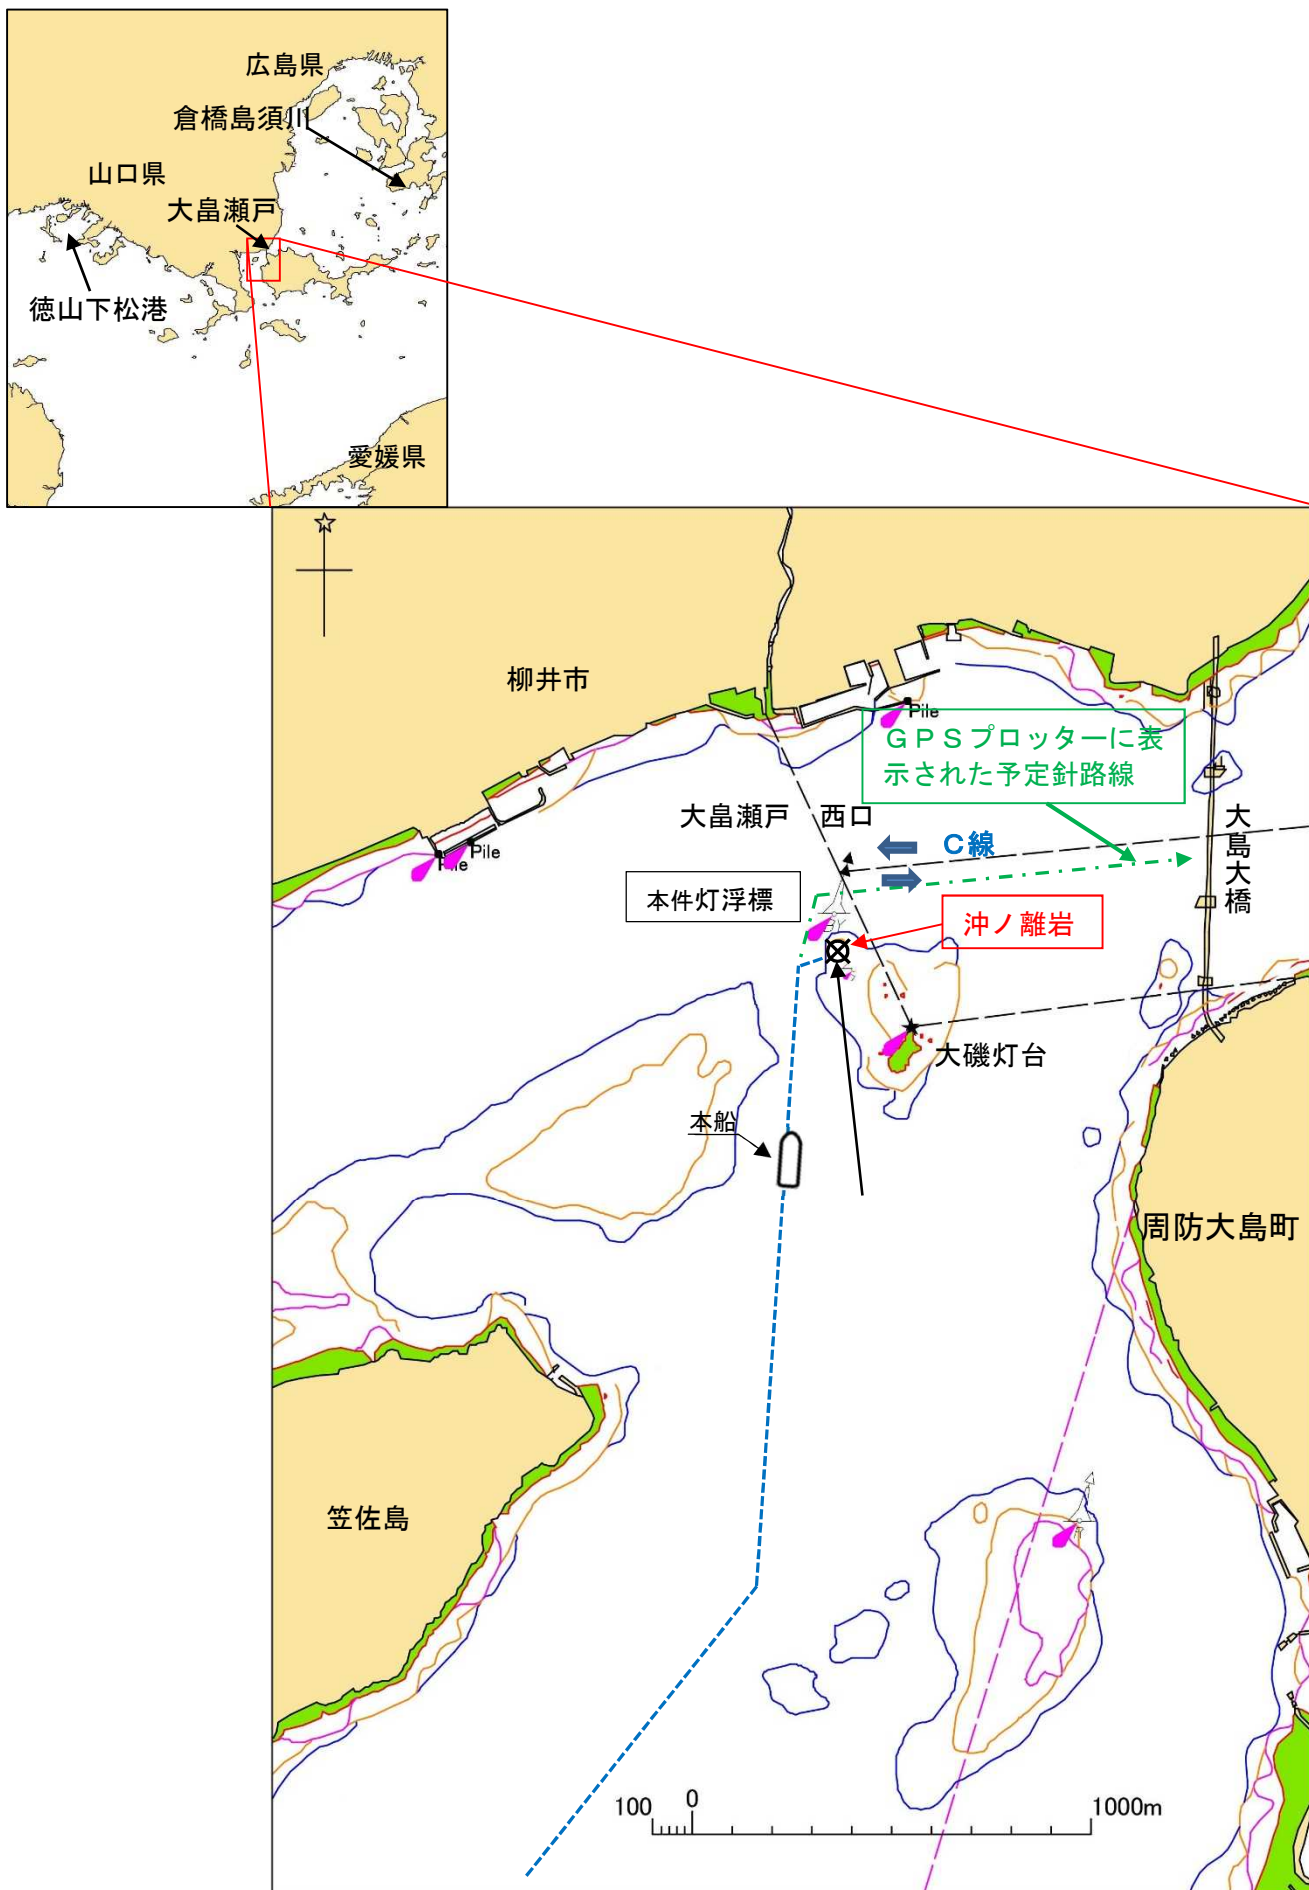 広島県
倉橋島須川
山口県
大畠瀬戸
徳山下松港
愛媛県
柳井市
Pile
GPSプロッターに表
示された予定針路線
大畠瀬戸 西口
C線
大島大橋
Pile
Pile
本件灯浮標
BY
沖ノ離岩
大磯灯台
本船
周防大島町
笠佐島
R
100 0 1000m